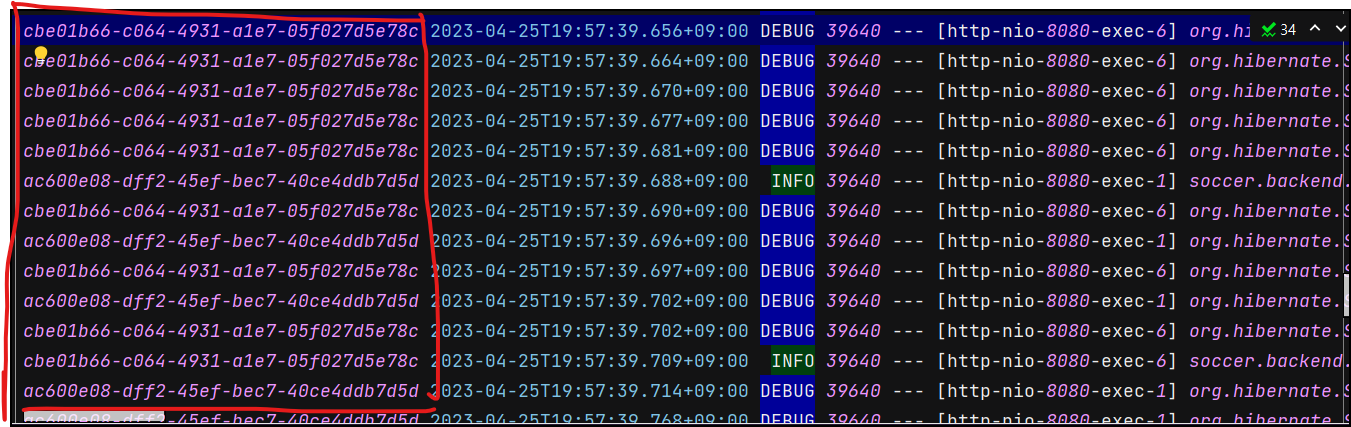 cbe01b66-c064-4931-a1e7-05f027d5e78c 2023-04-25T19:57:39.656+09:00 DEBUG 39640 --- [http-nio-8080-exec-6] org.hi 34
cbe01b66-c064-4931-a1e7-05f027d5e78c 2023-04-25T19:57:39.664+09:00 DEBUG 39640 --- [http-nio-8080-exec-6] org.hibernate.S
cbe01b66-c064-4931-a1e7-05f027d5e78c 2023-04-25T19:57:39.670+09:00 DEBUG 39640 --- [http-nio-8080-exec-6] org.hibernate.S
cbe01b66-c064-4931-a1e7-05f027d5e78c 2023-04-25T19:57:39.677+09:00 DEBUG 39640 --- [http-nio-8080-exec-6] org.hibernate.S
cbe01b66-c064-4931-a1e7-05f027d5e78c 2023-04-25T19:57:39.681+09:00 DEBUG 39640 --- [http-nio-8080-exec-6] org.hibernate.S
ac600e08-dff2-45ef-bec7-40ce4ddb7d5d 2023-04-25T19:57:39.688+09:00 INFO 39640 --- [http-nio-8080-exec-1] soccer.backend.
cbe01b66-c064-4931-a1e7-05f027d5e78c 2023-04-25T19:57:39.690+09:00 DEBUG 39640 --- [http-nio-8080-exec-6] org.hibernate.S
ac600e08-dff2-45ef-bec7-40ce4ddb7d5d 2023-04-25T19:57:39.696+09:00 DEBUG 39640 --- [http-nio-8080-exec-1] org.hibernate.S
cbe01b66-c064-4931-a1e7-05f027d5e78c 2023-04-25T19:57:39.697+09:00 DEBUG 39640 --- [http-nio-8080-exec-6] org.hibernate.S
ac600e08-dff2-45ef-bec7-40ce4ddb7d5d 2023-04-25T19:57:39.702+09:00 DEBUG 39640 --- [http-nio-8080-exec-1] org.hibernate.S
cbe01b66-c064-4931-a1e7-05f027d5e78c 2023-04-25T19:57:39.702+09:00 DEBUG 39640 --- [http-nio-8080-exec-6] org.hibernate.S
cbe01b66-c064-4931-a1e7-05f027d5e78c 2023-04-25T19:57:39.709+09:00 INFO 39640 --- [http-nio-8080-exec-6] soccer.backend.
ac600e08-dff2-45ef-bec7-40ce4ddb7d5d 2023-04-25T19:57:39.714+09:00 DEBUG 39640 --- [http-nio-8080-exec-1] org.hibernate.S
ac600e08-dff2-45ef-bec7-40ce4ddb7d5d 2023-04-25T19:57:39.768+09:00 DEBUG 39640 --- [http-nio-8080-exec-1] org.hibernate.S